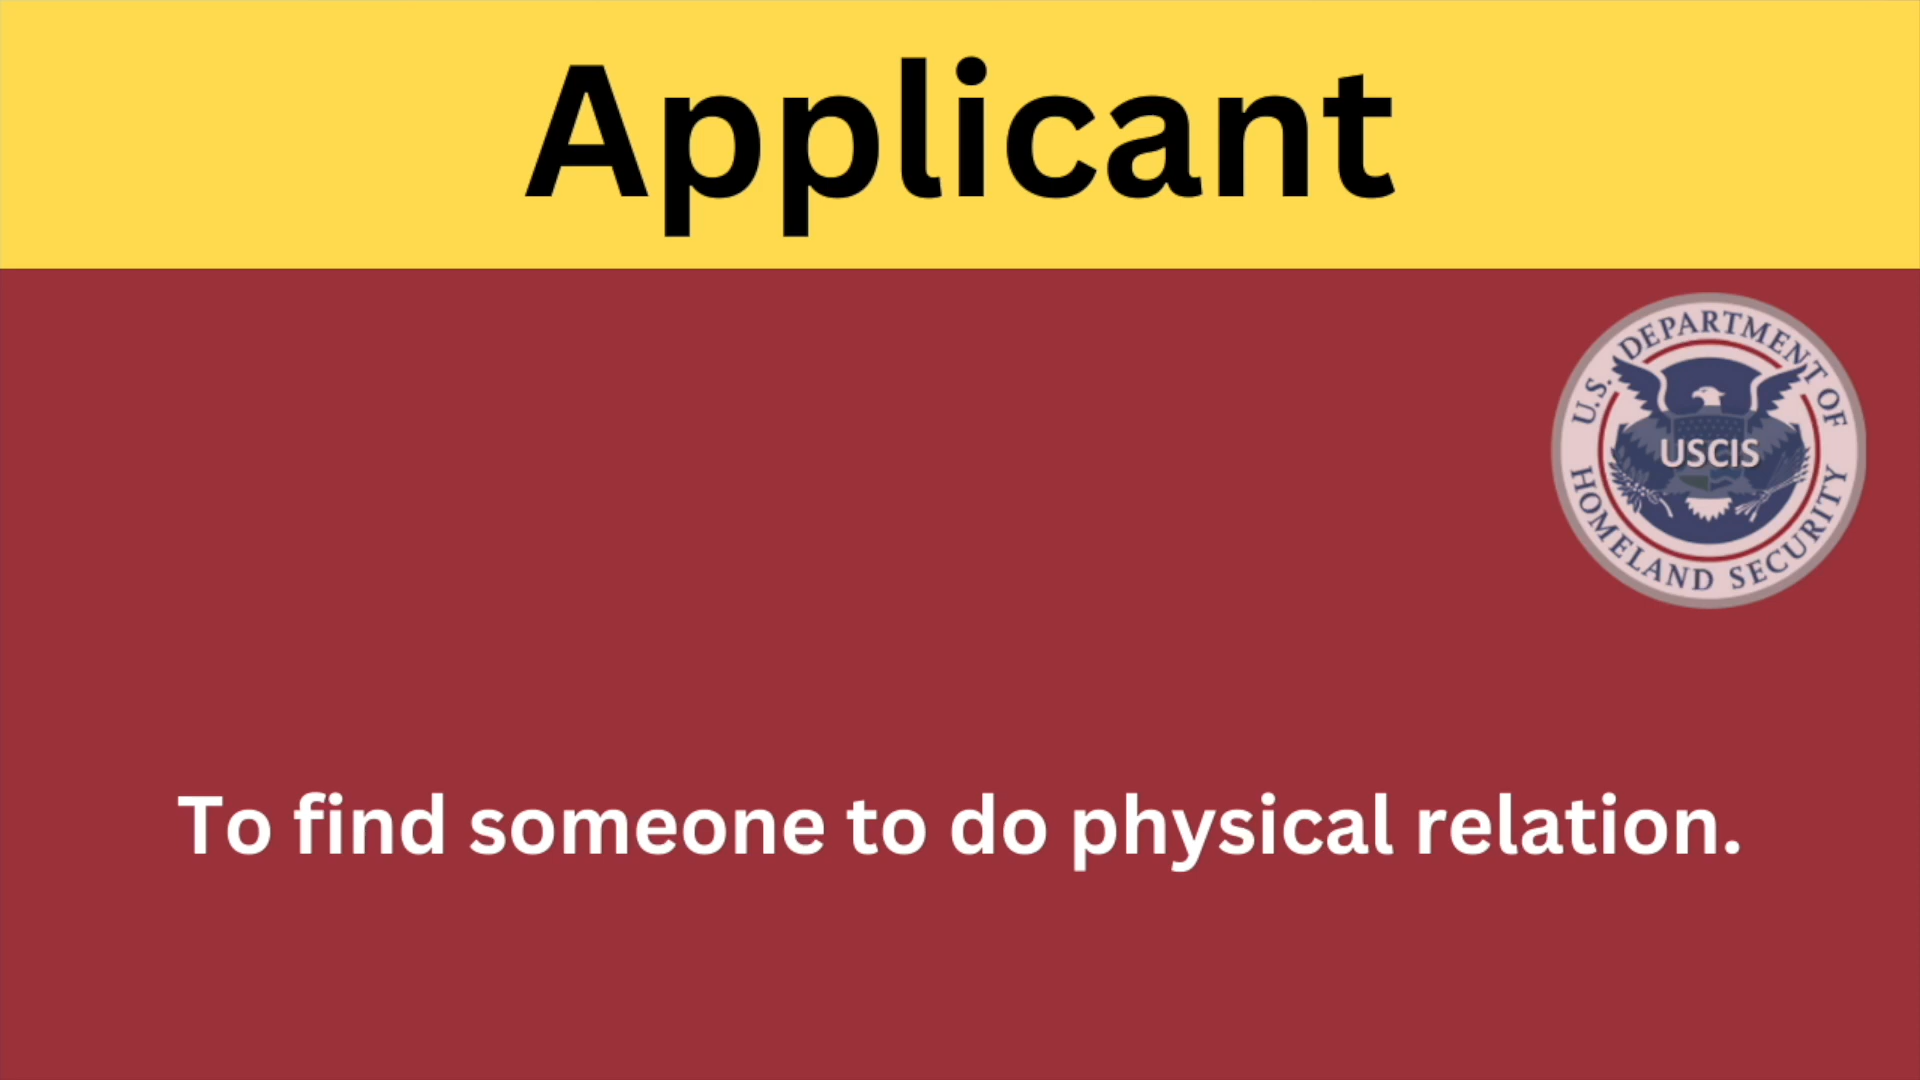 Applicant
U.S. DEPARTMENT OF
USCIS
HOMELAND SECURITY
To find someone to do physical relation.